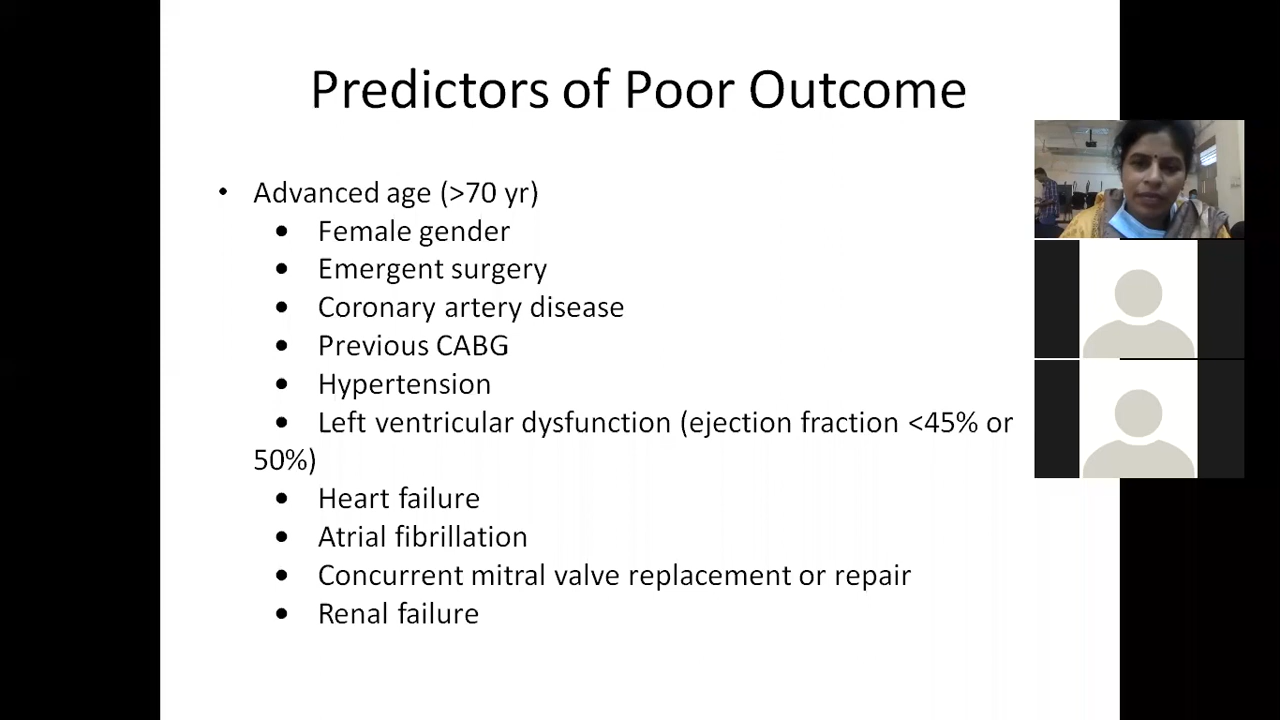 Predictors of Poor Outcome
• Advanced age (>70 yr)
• Female gender
• Emergent surgery
• Coronary artery disease
• Previous CABG
• Hypertension
• Left ventricular dysfunction (ejection fraction <45% or
50%)
• Heart failure
• Atrial fibrillation
• Concurrent mitral valve replacement or repair
• Renal failure